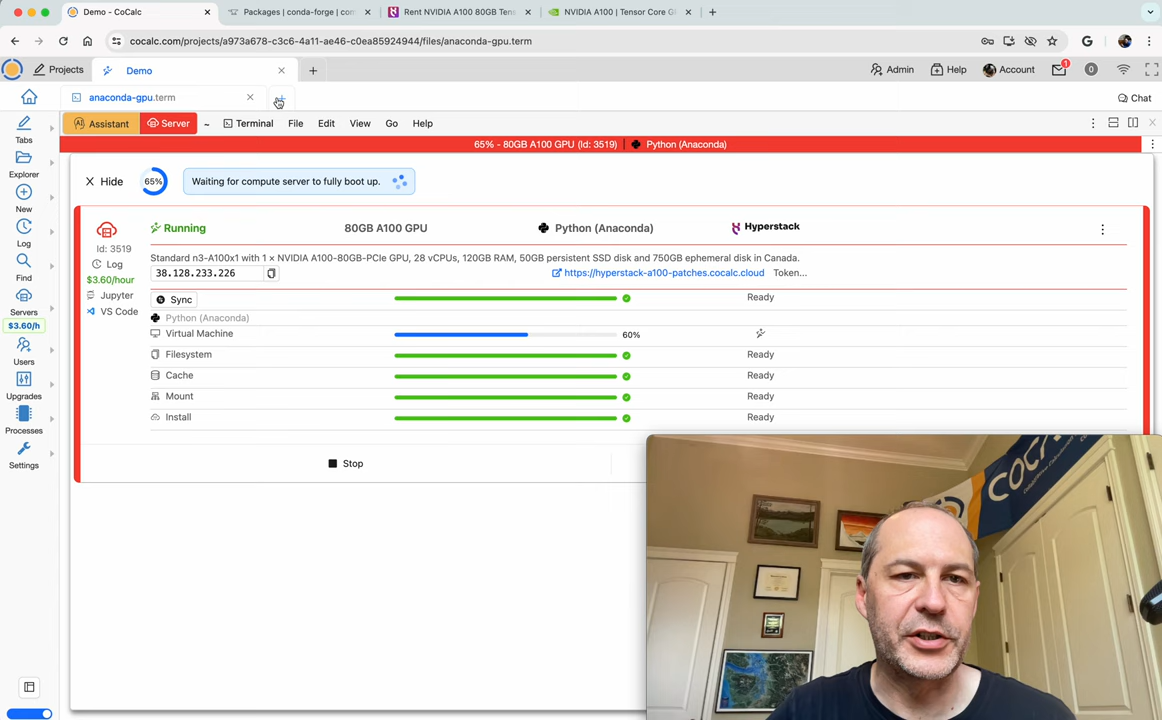 Demo - CoCalc
Packages | conda-forge | com
Rent NVIDIA A100 80GB Tens
NVIDIA A100 | Tensor Core G
cocalc.com/projects/a973a678-c3c6-4a11-ae46-c0ea85924944/files/anaconda-gpu.term
Projects
Demo
Admin
Help
Account
1
0
anaconda-gpu.term
Chat
Assistant
Server
Terminal
File
Edit
View
Go
Help
65% - 80GB A100 GPU (Id: 3519)
Python (Anaconda)
Tabs
Explorer
New
Log
Find
Servers
$3.60/h
Users
Upgrades
Processes
Settings
Hide
65%
Waiting for compute server to fully boot up.
Running
80GB A100 GPU
Python (Anaconda)
Hyperstack
Id: 3519
Log
$3.60/hour
Jupyter
VS Code
Standard n3-A100x1 with 1 × NVIDIA A100-80GB-PCIe GPU, 28 vCPUs, 120GB RAM, 50GB persistent SSD disk and 750GB ephemeral disk in Canada.
38.128.233.226
https://hyperstack-a100-patches.cocalc.cloud
Token...
Sync
Ready
Python (Anaconda)
Virtual Machine
60%
Filesystem
Ready
Cache
Ready
Mount
Ready
Install
Ready
Stop